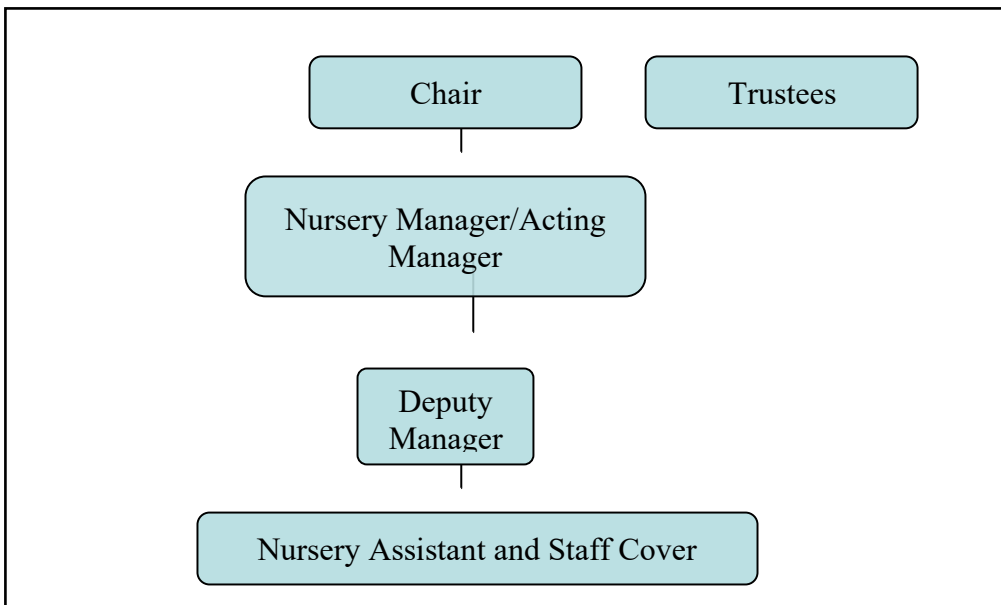 Chair
Trustees
Nursery Manager/Acting
Manager
Deputy
Manager
Nursery Assistant and Staff Cover